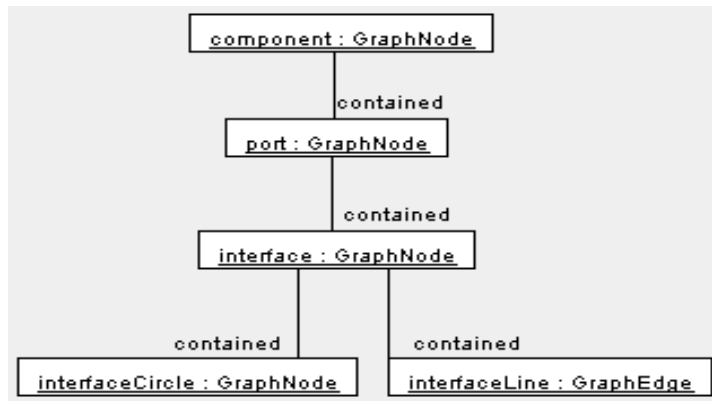 component : GraphNode
contained
port : GraphNode
contained
interface : GraphNode
contained contained
interfaceCircle : GraphNode interfaceLine : GraphEdge